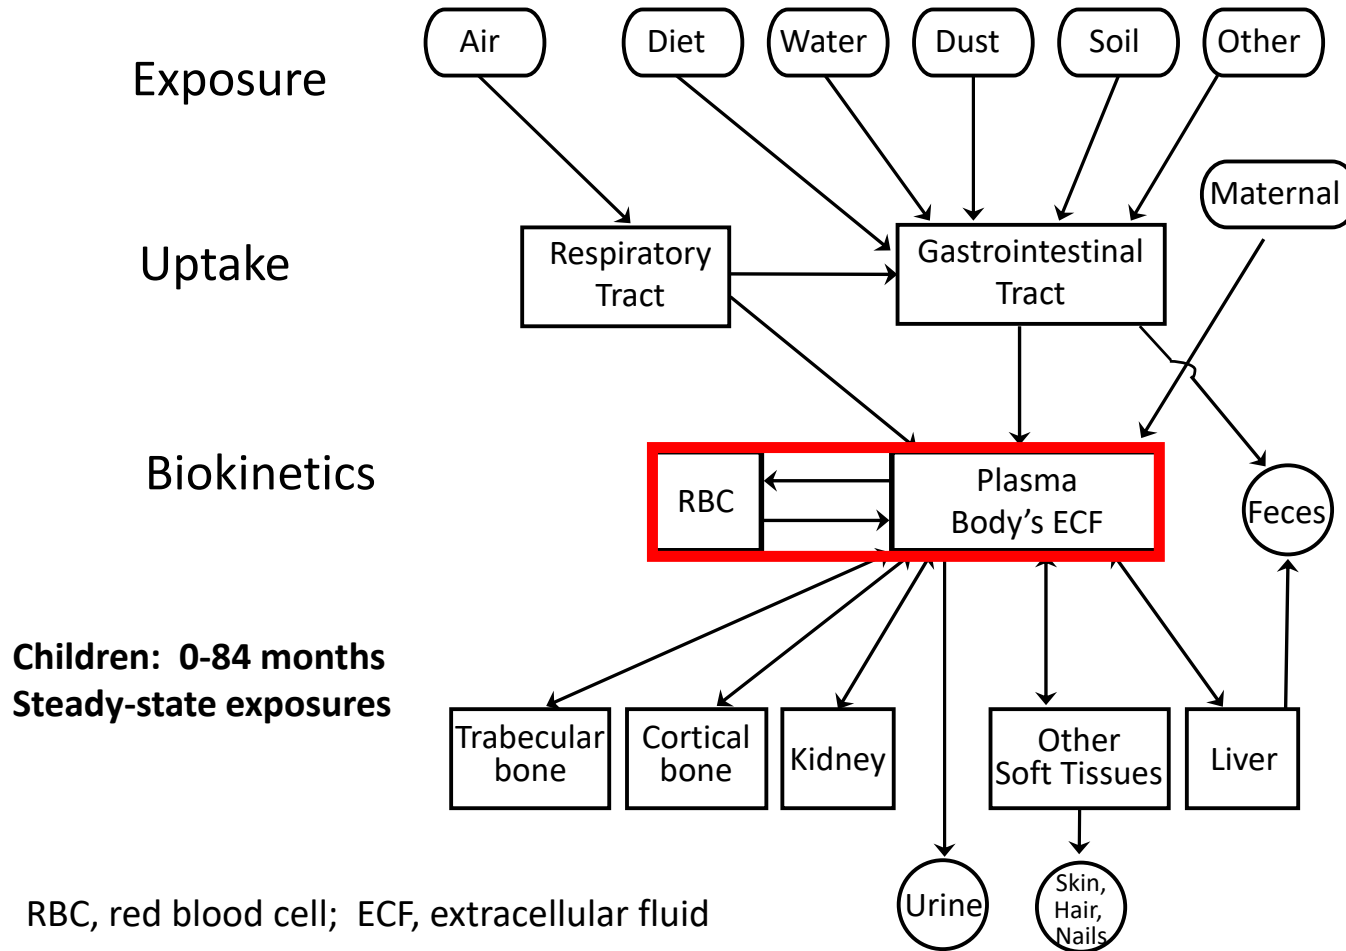 Exposure
Air
Diet
Water
Dust
Soil
Other
Maternal
Uptake
Respiratory
Tract
Gastrointestinal
Tract
Biokinetics
RBC
Plasma
Body’s ECF
Feces
Children:  0-84 months
Steady-state exposures
Trabecular
bone
Cortical
bone
Kidney
Other
Soft Tissues
Liver
Urine
Skin,
Hair,
Nails
RBC, red blood cell;  ECF, extracellular fluid